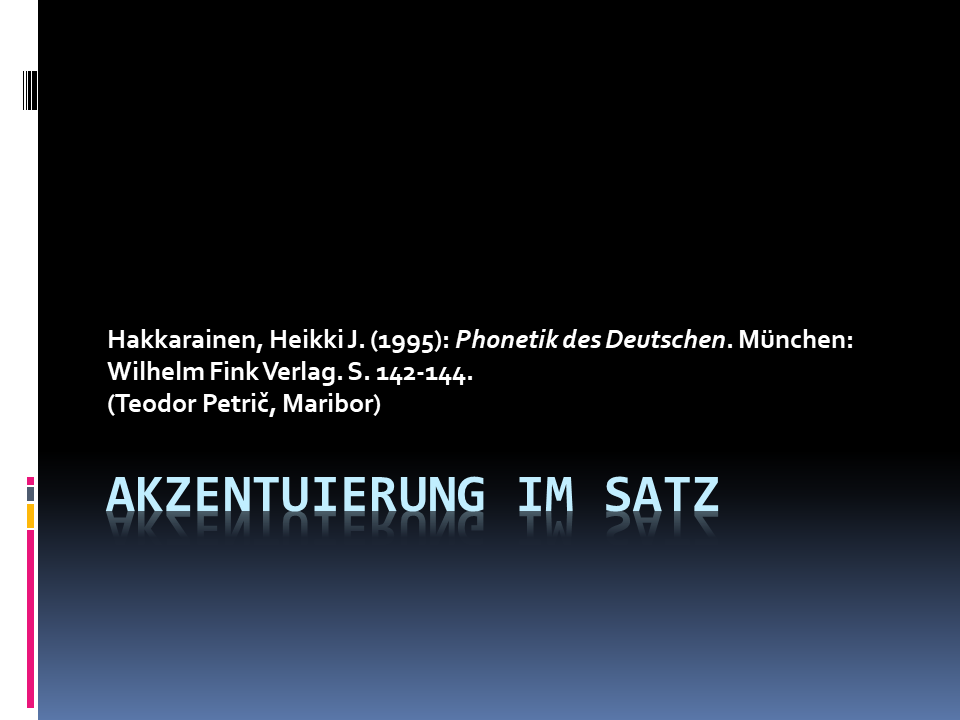 Hakkarainen, Heikki J. (1995): Phonetik des Deutschen. München:
Wilhelm Fink Verlag. S. 142-144.
(Teodor Petrič, Maribor)
AKZENTUIERUNG IM SATZ